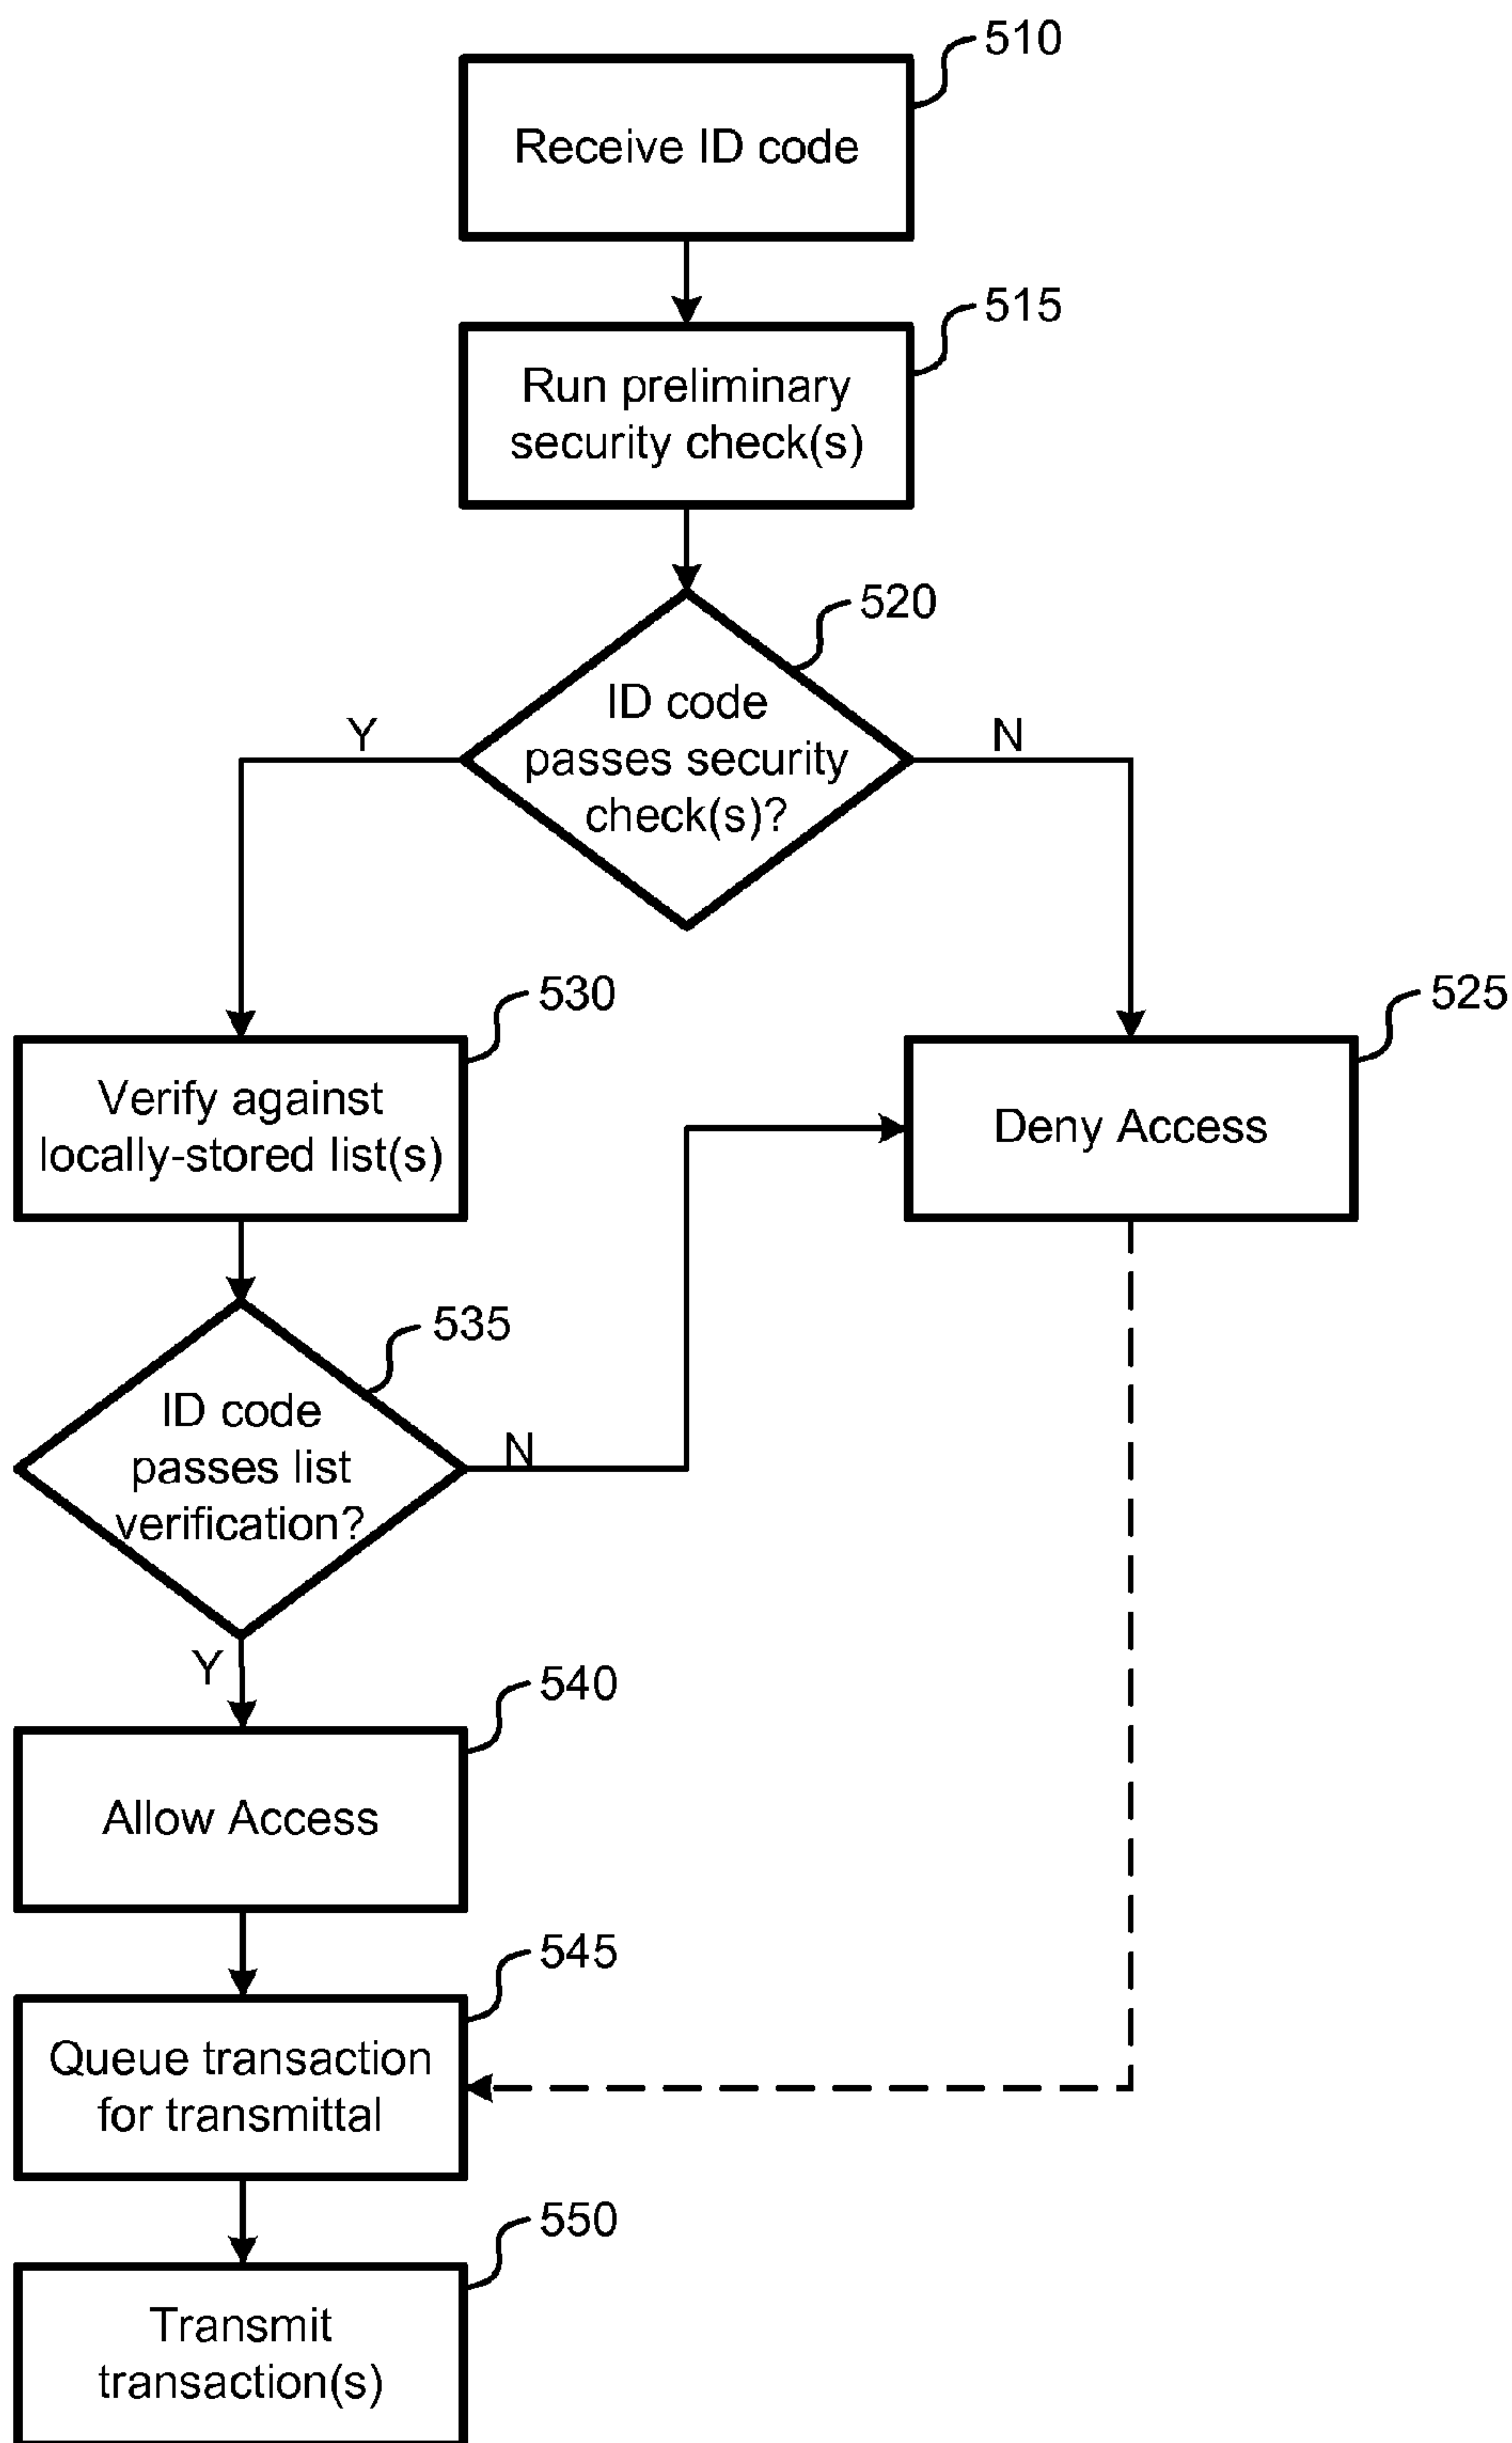 510
Receive ID code
515
Run preliminary
security check(s)
520
ID code
passes security
check(s)?
Y
N
530
Verify against
locally-stored list(s)
525
Deny Access
535
ID code
passes list
verification?
N
Y
540
Allow Access
545
Queue transaction
for transmittal
550
Transmit
transaction(s)